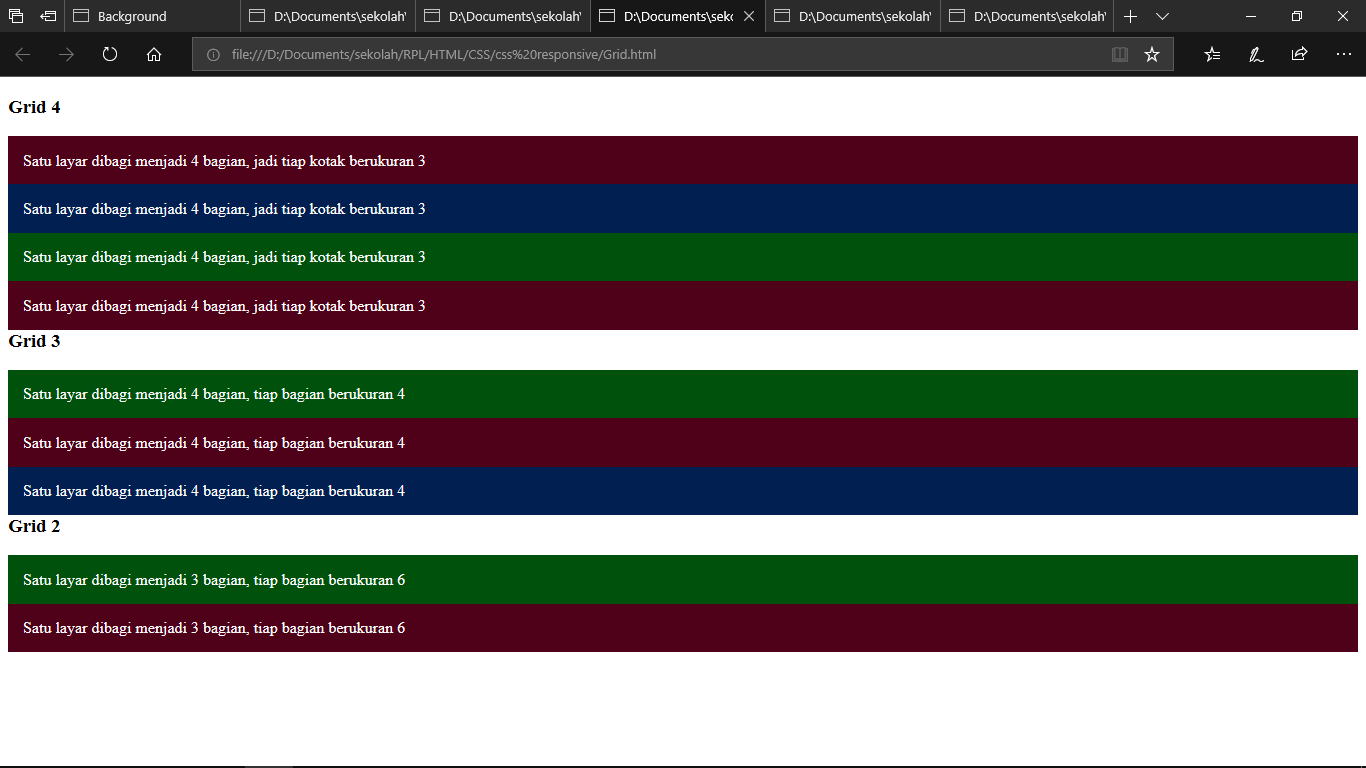 Background
D:\Documents\sekolah\
D:\Documents\sekolah\
D:\Documents\seko
D:\Documents\sekolah\
D:\Documents\sekolah\
file:///D:/Documents/sekolah/RPL/HTML/CSS/css%20responsive/Grid.html
Grid 4
Satu layar dibagi menjadi 4 bagian, jadi tiap kotak berukuran 3
Satu layar dibagi menjadi 4 bagian, jadi tiap kotak berukuran 3
Satu layar dibagi menjadi 4 bagian, jadi tiap kotak berukuran 3
Satu layar dibagi menjadi 4 bagian, jadi tiap kotak berukuran 3
Grid 3
Satu layar dibagi menjadi 4 bagian, tiap bagian berukuran 4
Satu layar dibagi menjadi 4 bagian, tiap bagian berukuran 4
Satu layar dibagi menjadi 4 bagian, tiap bagian berukuran 4
Grid 2
Satu layar dibagi menjadi 3 bagian, tiap bagian berukuran 6
Satu layar dibagi menjadi 3 bagian, tiap bagian berukuran 6